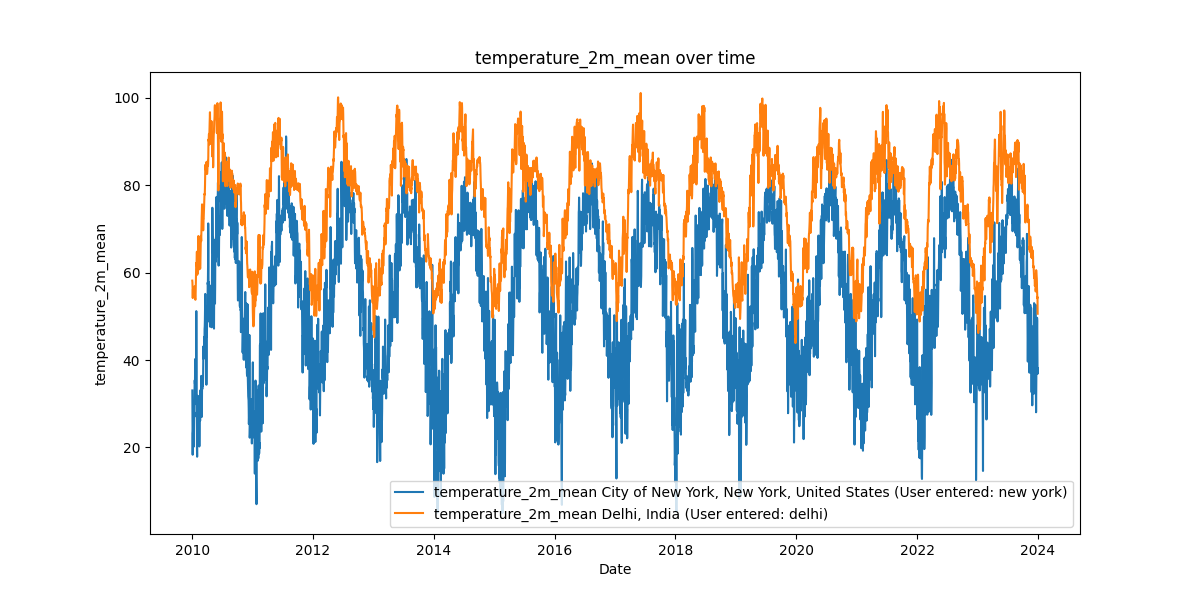 temperature_2m_mean over time
temperature_2m_mean
100
80
60
40
20
temperature_2m_mean City of New York, New York, United States (User entered: new york)
temperature_2m_mean Delhi, India (User entered: delhi)
2010 2012 2014 2016 2018 2020 2022 2024
Date